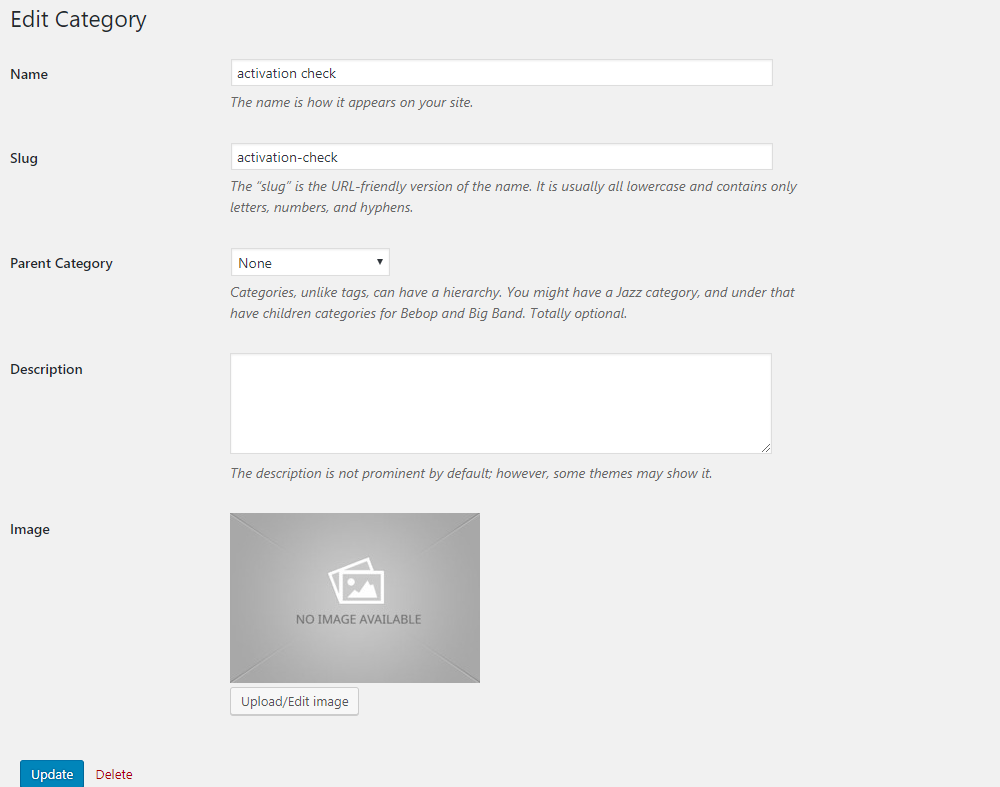 Edit Category
Name
activation check
The name is how it appears on your site.
Slug
activation-check
The “slug” is the URL-friendly version of the name. It is usually all lowercase and contains only
letters, numbers, and hyphens.
Parent Category
None
Categories, unlike tags, can have a hierarchy. You might have a Jazz category, and under that
have children categories for Bebop and Big Band. Totally optional.
Description
The description is not prominent by default; however, some themes may show it.
Image
NO IMAGE AVAILABLE
Upload/Edit image
Update Delete